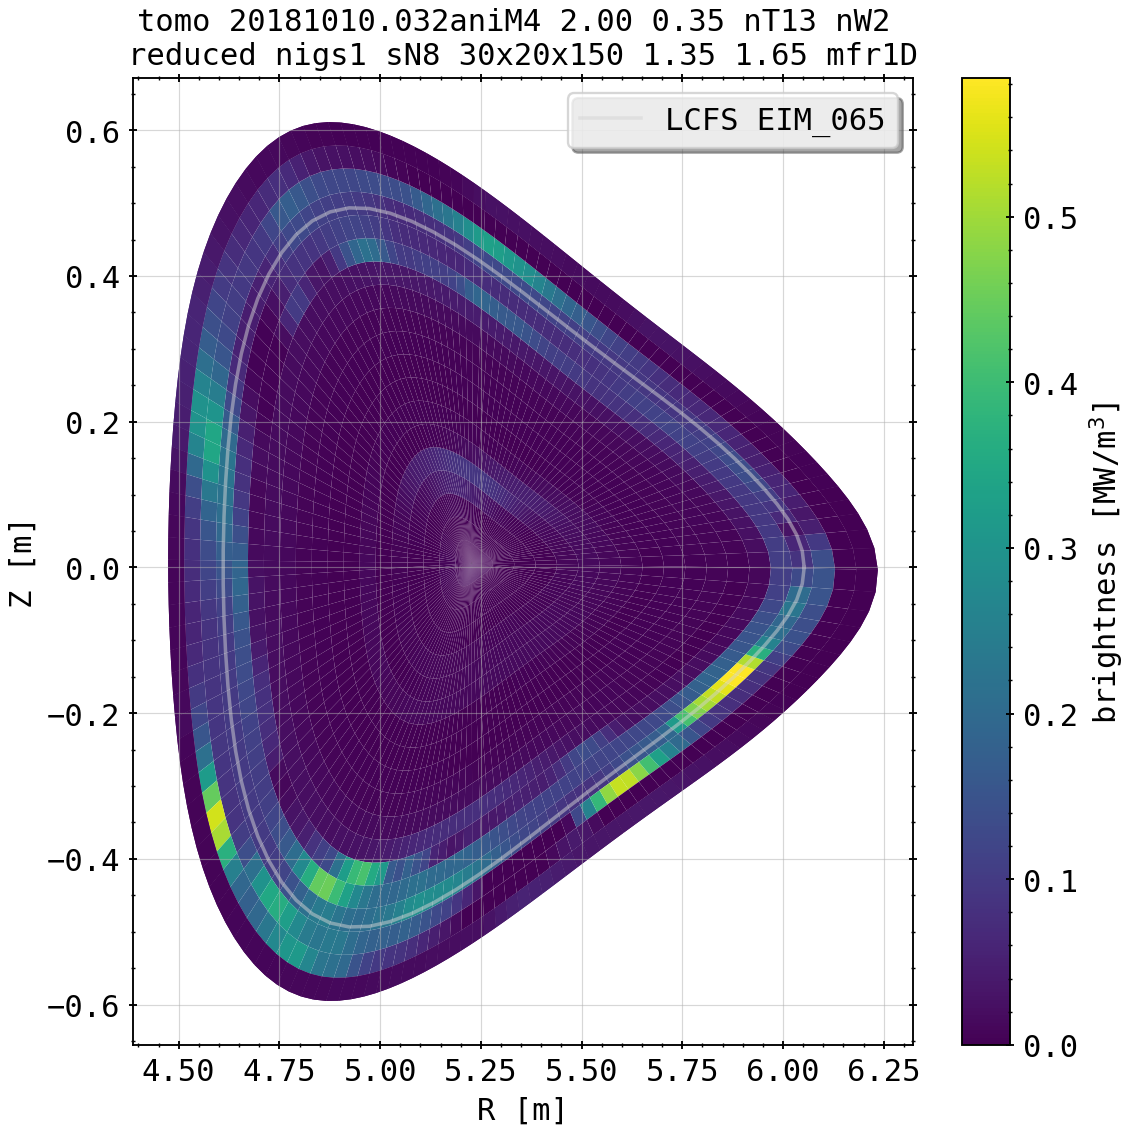 tomo 20181010.032aniM4 2.00 0.35 nT13 nW2
reduced nigs1 sN8 30x20x150 1.35 1.65 mfr1D
LCFS EIM_065
0.6
0.4
0.2
0.0
−0.2
−0.4
−0.6
Z [m]
4.50 4.75 5.00 5.25 5.50 5.75 6.00 6.25
R [m]
0.5
0.4
0.3
0.2
0.1
0.0
brightness [MW/m³]